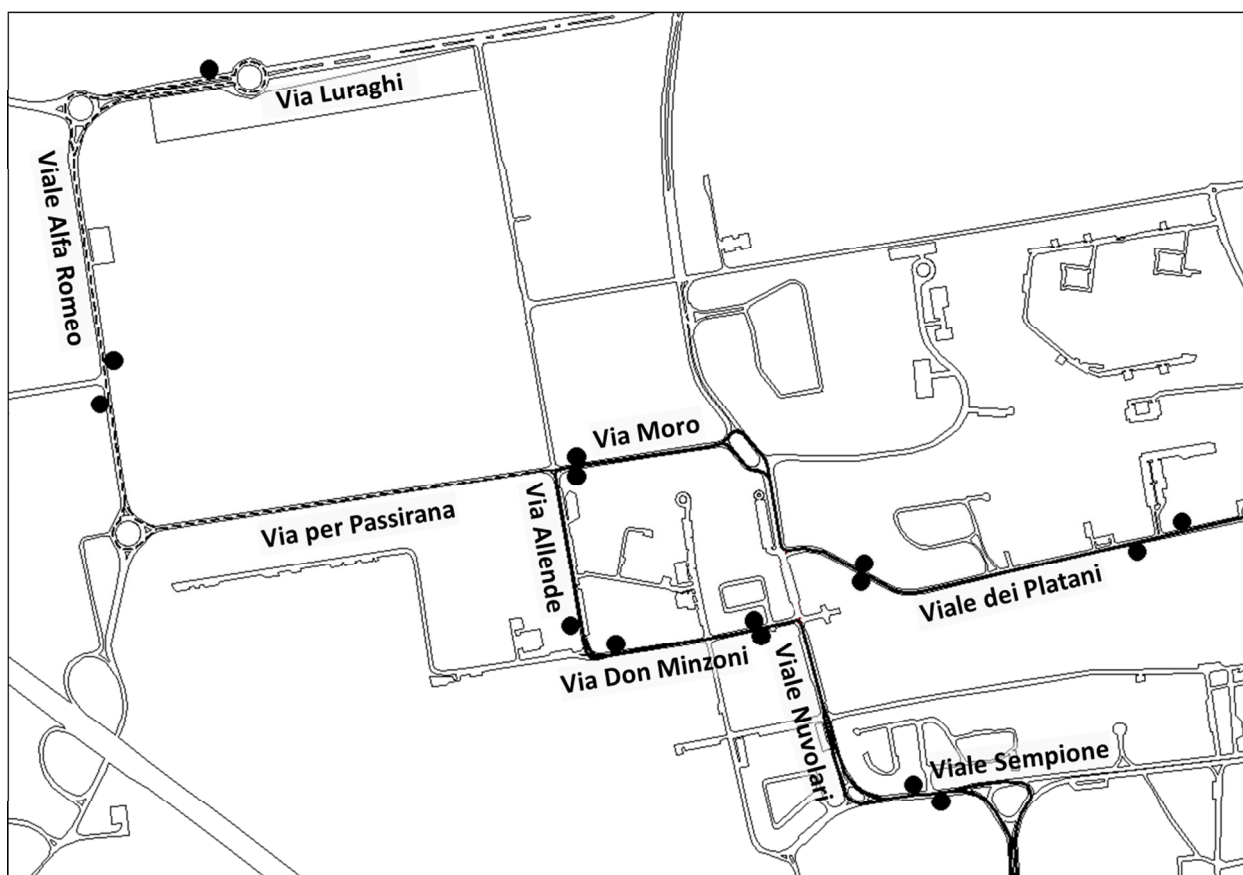 Via Luraghi
Viale Alfa Romeo
Via Moro
Via per Passirana
Via Allende
Viale dei Platani
Via Don Minzoni
Viale Nuvolari
Viale Sempione